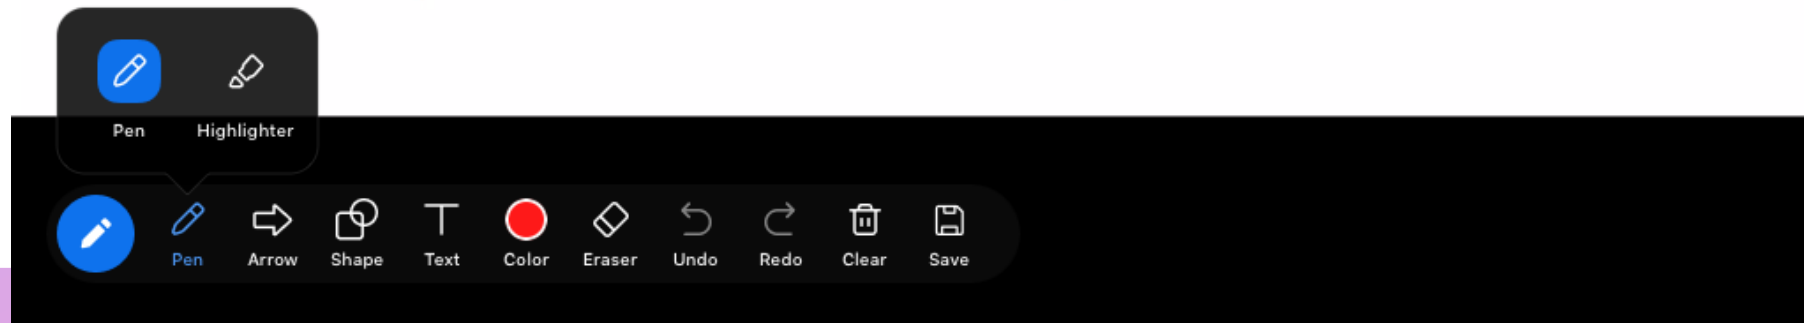 Pen Highlighter
Pen Arrow Shape Text Color Eraser Undo Redo Clear Save